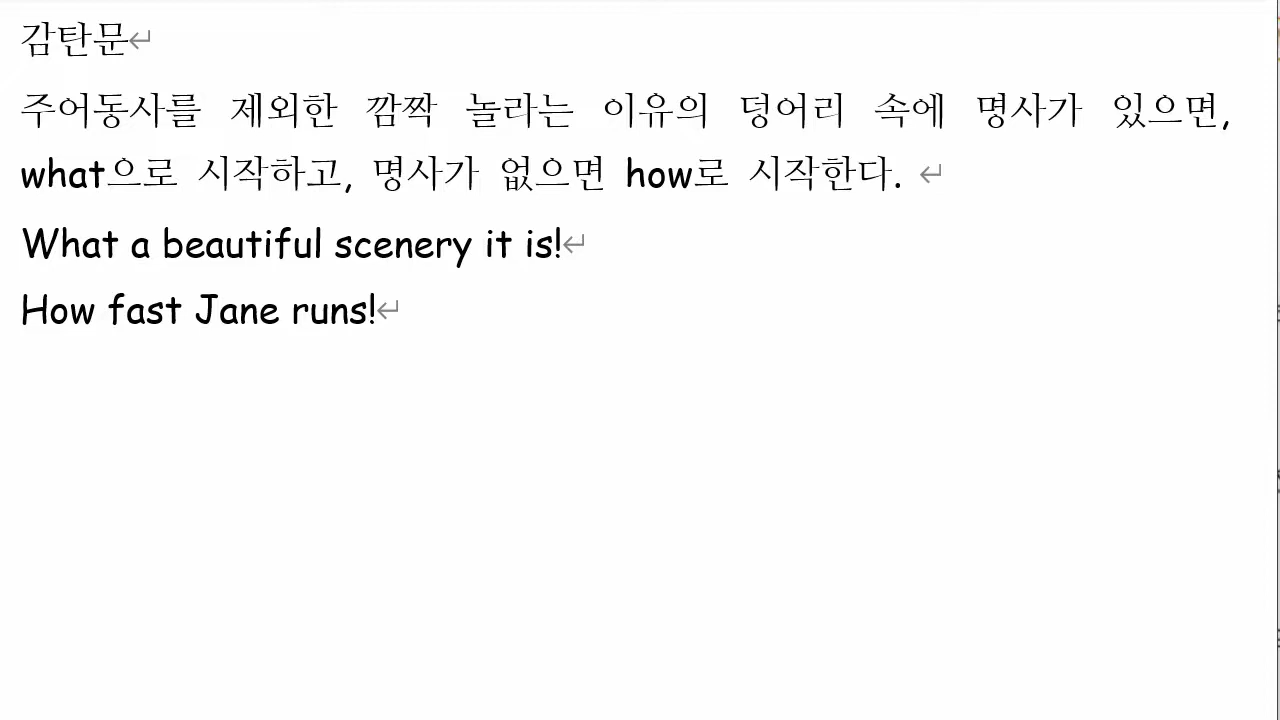 감탄문
주어동사를 제외한 깜짝 놀라는 이유의 덩어리 속에 명사가 있으면,
what으로 시작하고, 명사가 없으면 how로 시작한다.
What a beautiful scenery it is!
How fast Jane runs!